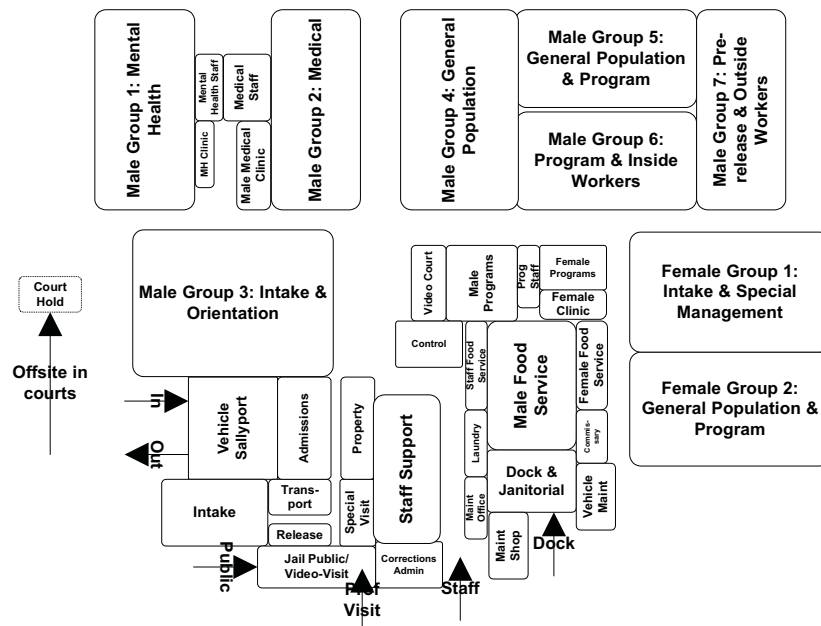 Male Group 1: Mental
Health
Mental
Health Staff
Medical
Staff
MH Clinic
Male Medical
Clinic
Male Group 2: Medical
Male Group 4: General
Population
Male Group 5:
General Population
& Program
Male Group 6:
Program & Inside
Workers
Male Group 7: Pre-
release & Outside
Workers
Court
Hold
Offsite in
courts
Male Group 3: Intake &
Orientation
Video Court
Male
Programs
Prog
Staff
Female
Programs
Female
Clinic
Female Group 1:
Intake & Special
Management
Control
Staff Food
Service
Male Food
Service
Female Food
Service
Female Group 2:
General Population &
Program
In
Out
Vehicle
Sallyport
Admissions
Property
Staff Support
Laundry
Commis-
sary
Intake
Trans-
port
Release
Special
Visit
Maint
Office
Dock &
Janitorial
Vehicle
Maint
Public
Jail Public/
Video-Visit
Corrections
Admin
Maint
Shop
Prof
Visit
Staff
Dock